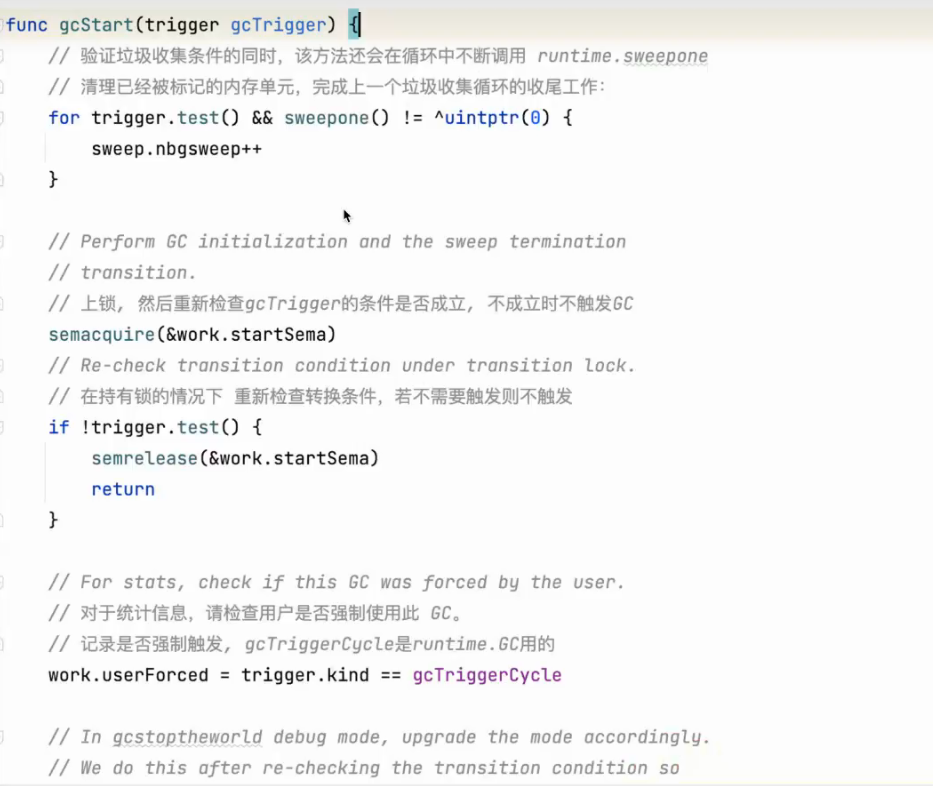 func gcStart(trigger gcTrigger) {
// 验证垃圾收集条件的同时，该方法还会在循环中不断调用 runtime.sweepone
// 清理已经被标记的内存单元，完成上一个垃圾收集循环的收尾工作：
for trigger.test() && sweepone() != ^uintptr(0) {
sweep.nbgsweep++
}
// Perform GC initialization and the sweep termination
// transition.
// 上锁, 然后重新检查gcTrigger的条件是否成立, 不成立时不触发GC
semacquire(&work.startSema)
// Re-check transition condition under transition lock.
// 在持有锁的情况下 重新检查转换条件，若不需要触发则不触发
if !trigger.test() {
semrelease(&work.startSema)
return
}
// For stats, check if this GC was forced by the user.
// 对于统计信息，请检查用户是否强制使用此 GC。
// 记录是否强制触发, gcTriggerCycle是runtime.GC用的
work.userForced = trigger.kind == gcTriggerCycle
// In gcstoptheworld debug mode, upgrade the mode accordingly.
// We do this after re-checking the transition condition so